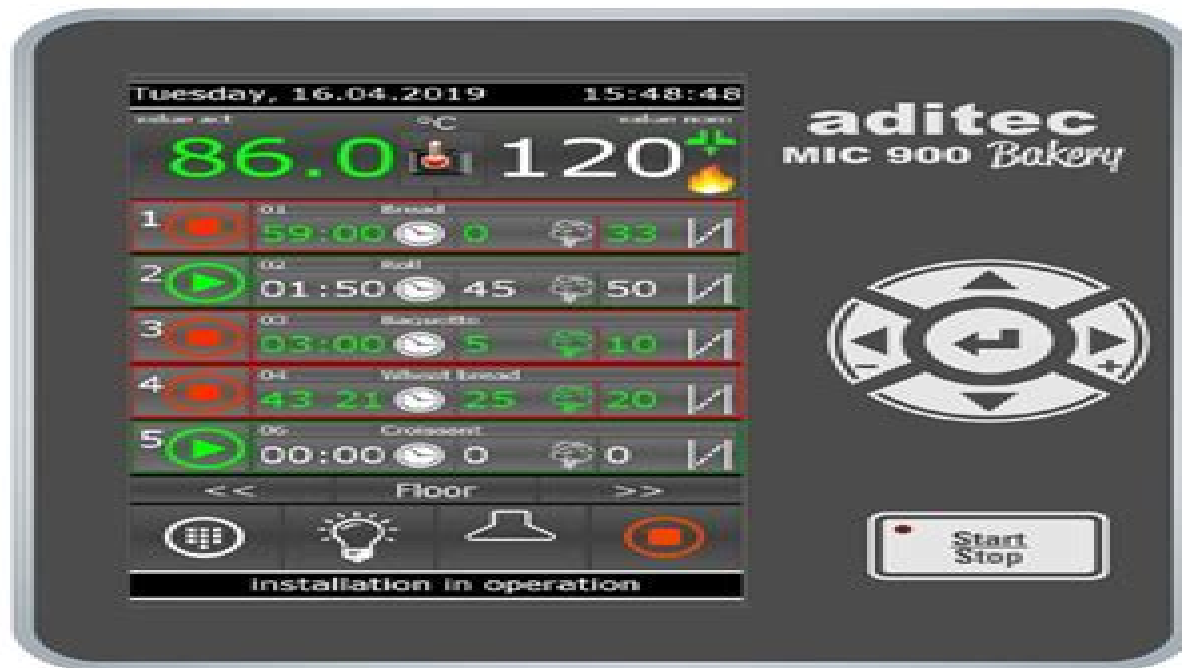 Tuesday, 16.04.2019 15:48:48
value act °C value nom
86.0 120
1 01 Bread
59:00 0 33
2 02 Roll
01:50 45 50
3 03 Baguette
03:00 5 10
4 04 Wheat bread
43 21 25 20
5 06 Croissant
00:00 0 0
<< Floor >>
installation in operation
aditec
MIC 900 Bakery
- +
Start
Stop